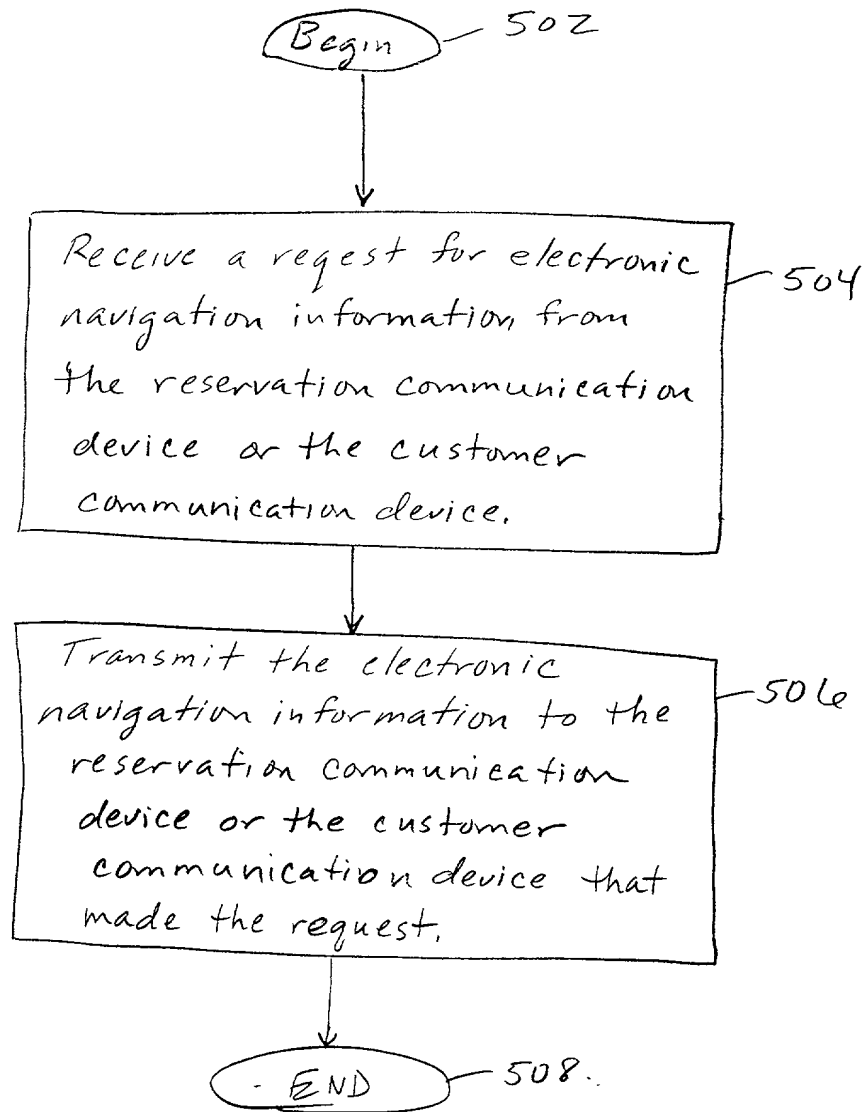 Begin 502
Receive a reqest for electronic 504
navigation information, from
the reservation communication
device or the customer
communication device.
Transmit the electronic
navigation information to the 506
reservation communication
device or the customer
communication device that
made the request.
END 508.